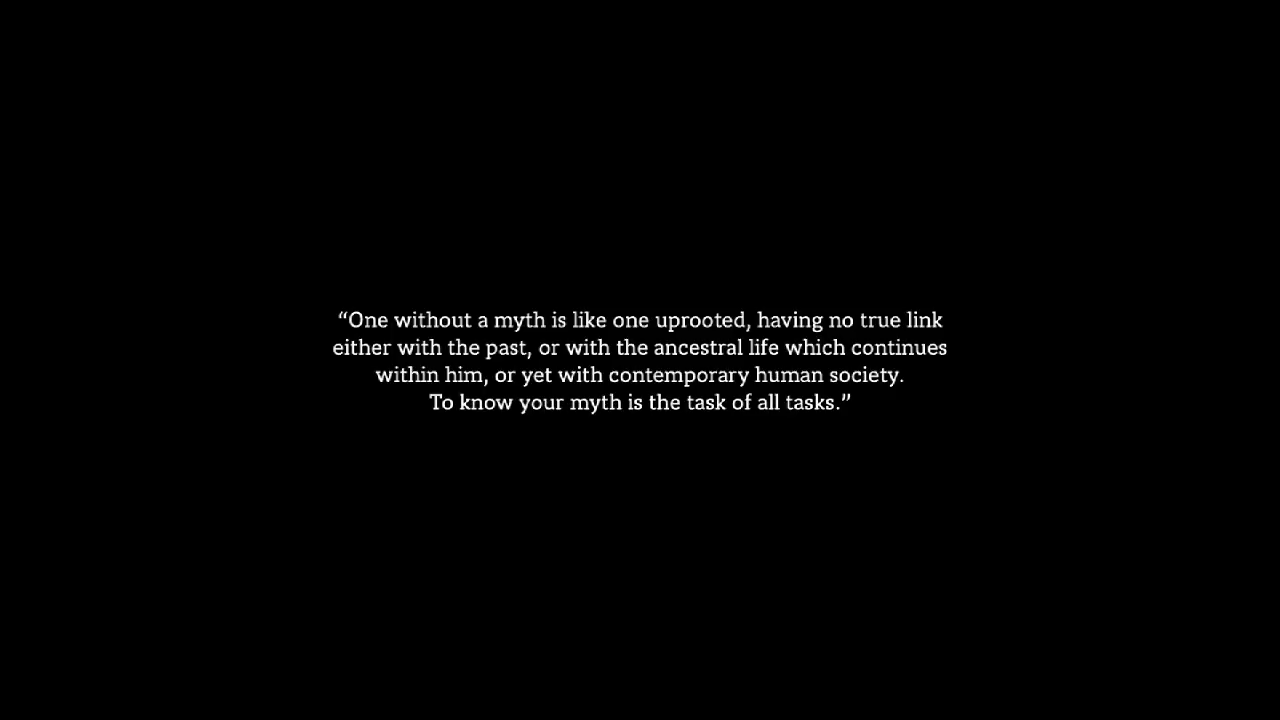 “One without a myth is like one uprooted, having no true link
either with the past, or with the ancestral life which continues
within him, or yet with contemporary human society.
To know your myth is the task of all tasks.”